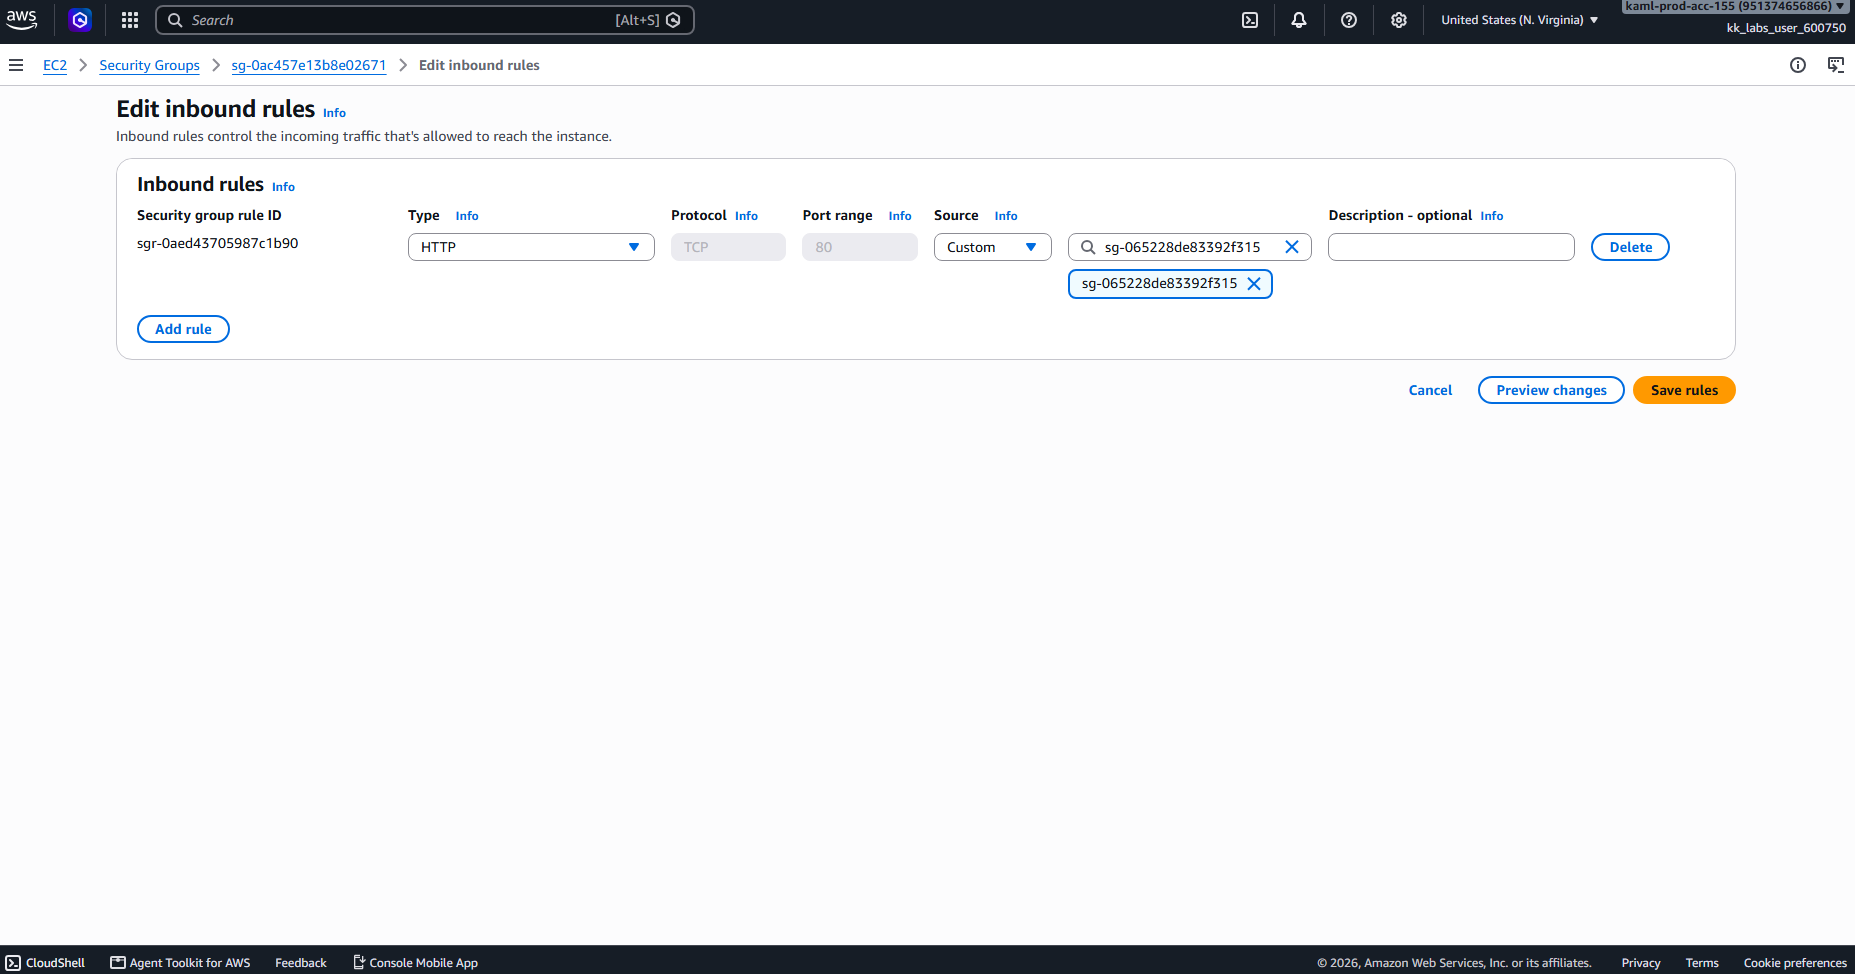 aws
Search [Alt+S]
United States (N. Virginia)
kaml-prod-acc-155 (951374656866)
kk_labs_user_600750
EC2 Security Groups sg-0ac457e13b8e02671 Edit inbound rules
Edit inbound rules Info
Inbound rules control the incoming traffic that's allowed to reach the instance.
Inbound rules Info
Security group rule ID Type Info Protocol Info Port range Info Source Info Description - optional Info
sgr-0aed43705987c1b90 HTTP TCP 80 Custom sg-065228de83392f315 Delete
sg-065228de83392f315
Add rule
Cancel Preview changes Save rules
CloudShell Agent Toolkit for AWS Feedback Console Mobile App © 2026, Amazon Web Services, Inc. or its affiliates. Privacy Terms Cookie preferences